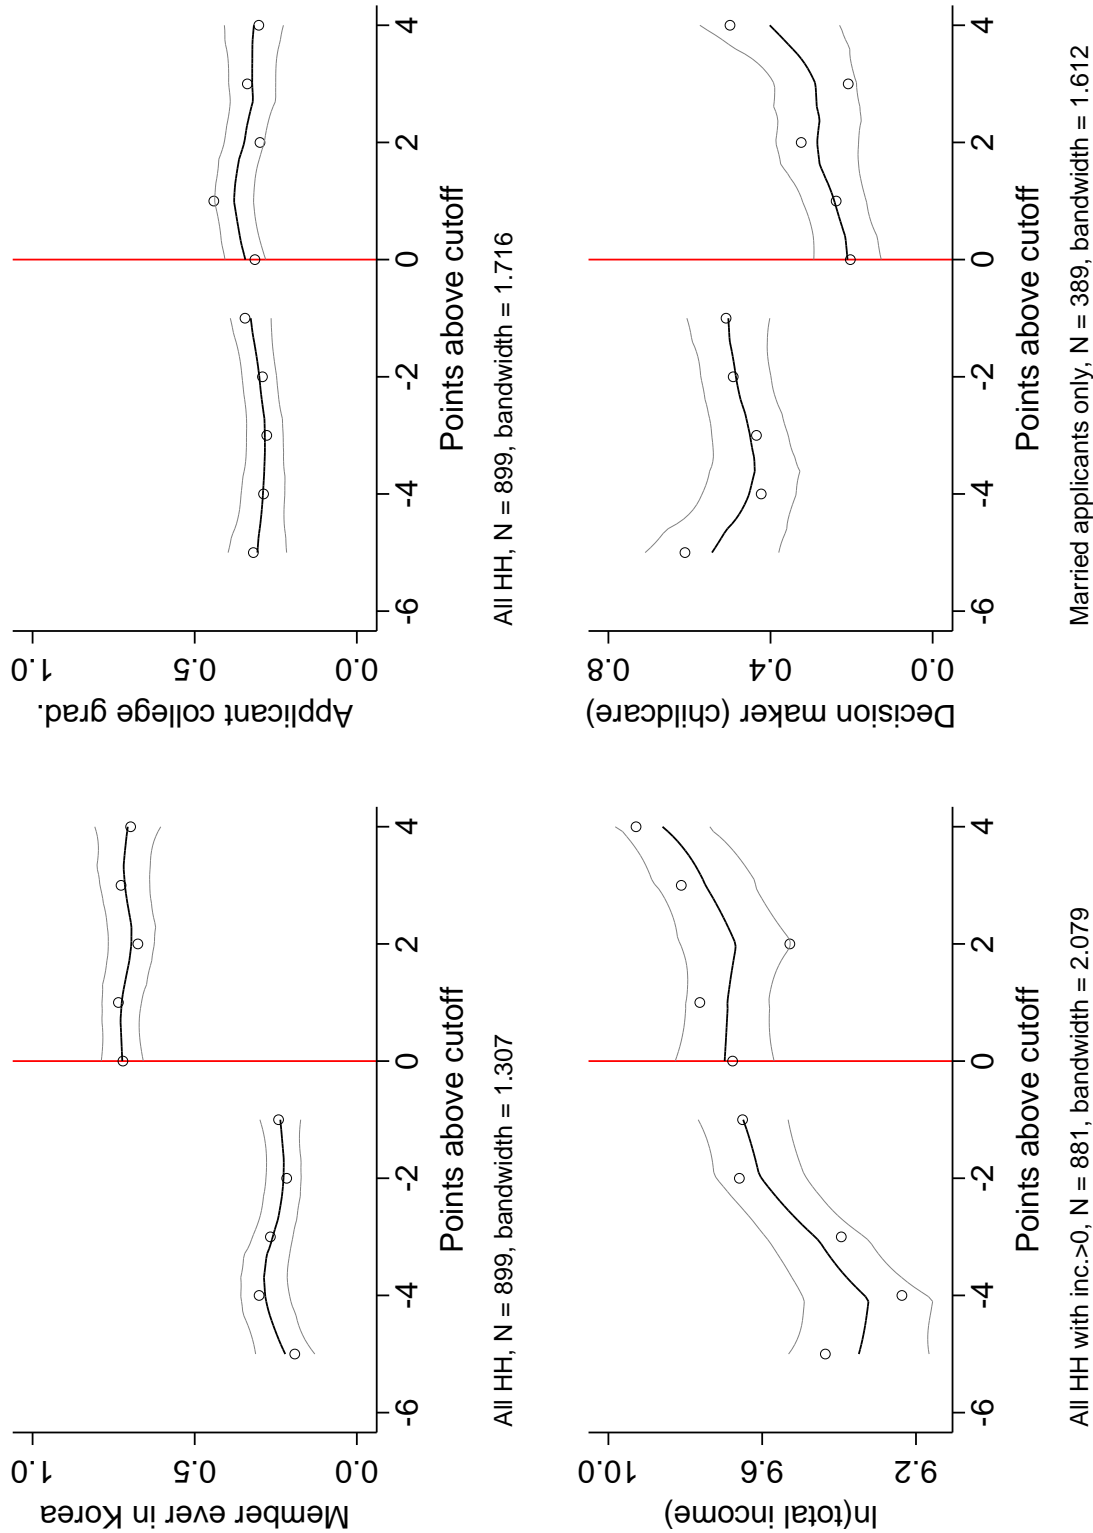 Member ever in Korea
1.0
0.5
0.0
-6 -4 -2 0 2 4
Points above cutoff
All HH, N = 899, bandwidth = 1.307
Applicant college grad.
1.0
0.5
0.0
-6 -4 -2 0 2 4
Points above cutoff
All HH, N = 899, bandwidth = 1.716
ln(total income)
10.0
9.6
9.2
-6 -4 -2 0 2 4
Points above cutoff
All HH with inc.>0, N = 881, bandwidth = 2.079
Decision maker (childcare)
0.8
0.4
0.0
-6 -4 -2 0 2 4
Points above cutoff
Married applicants only, N = 389, bandwidth = 1.612